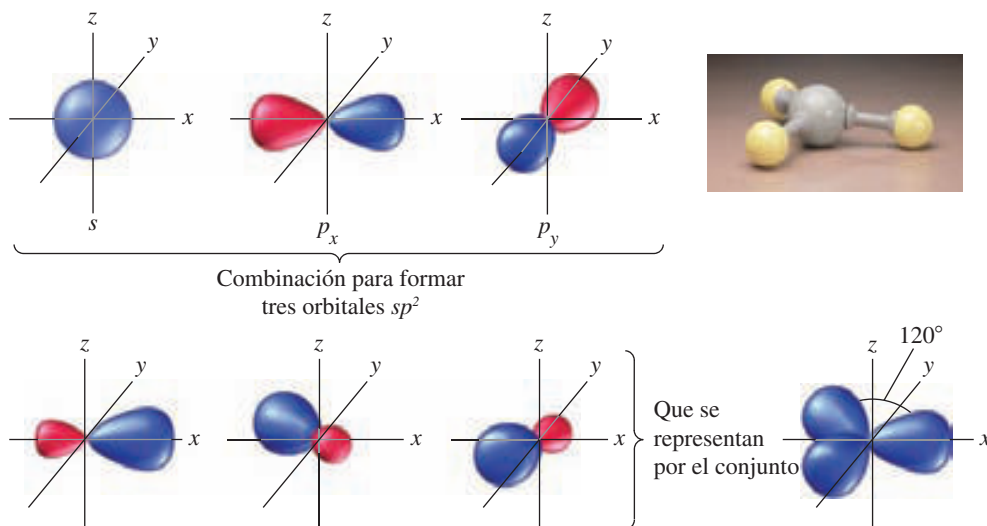 z
y
x
s
z
y
x
p_x
z
y
x
p_y
Combinación para formar
tres orbitales sp²
z
y
x
z
y
x
z
y
x
Que se
representan
por el conjunto
120°
z
y
x